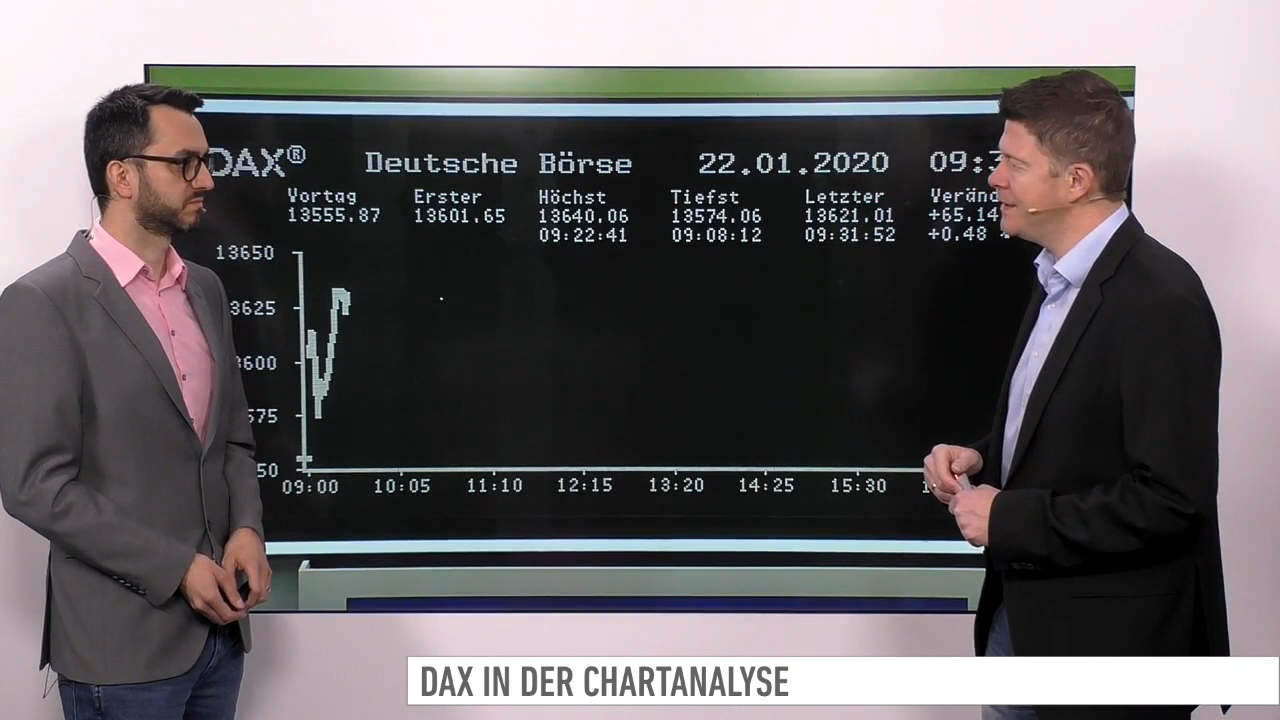 DAX® Deutsche Börse 22.01.2020
Vortag Erster Höchst Tiefst Letzter
13555.87 13601.65 13640.06 13574.06 13621.01 +65.14
09:22:41 09:08:12 09:31:52 +0.48
13650
09:00 10:05 11:10 12:15 13:20 14:25 15:30
DAX IN DER CHARTANALYSE